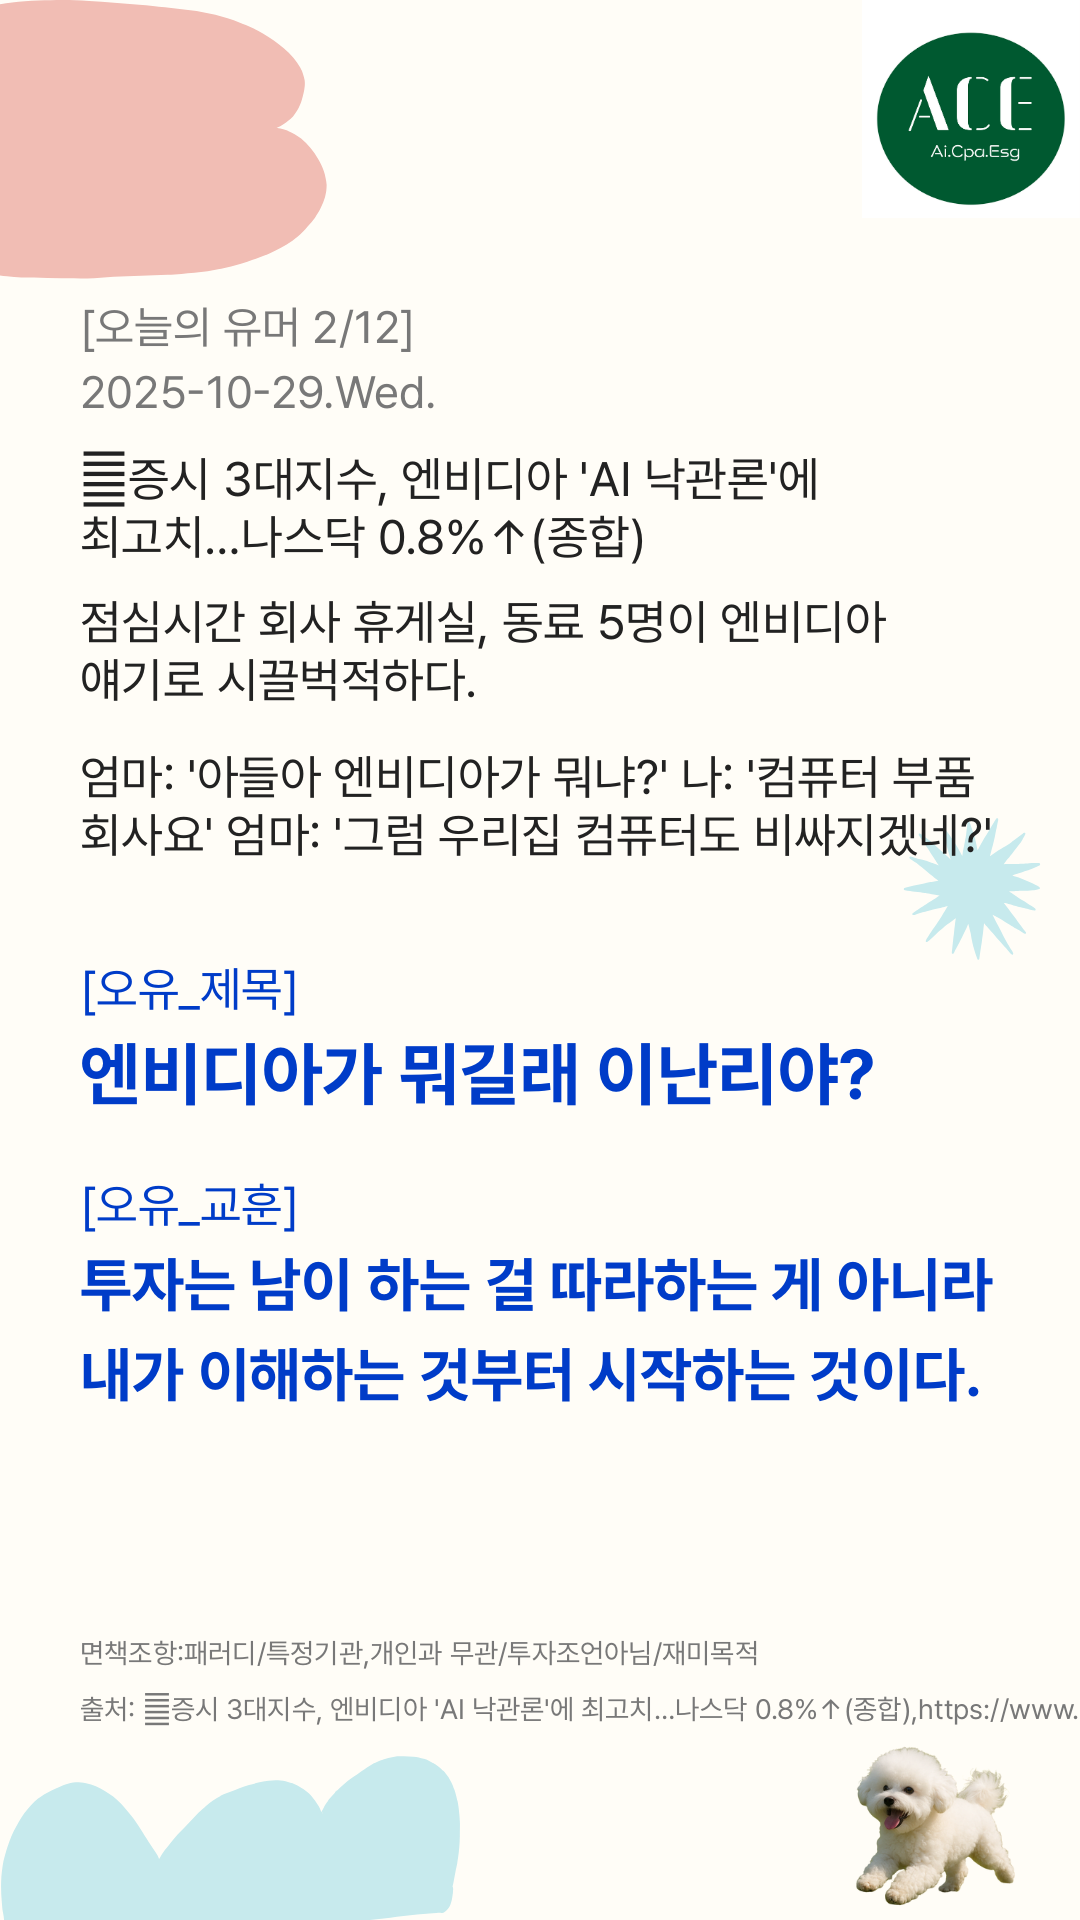 ACE
Ai.Cpa.Esg
[오늘의 유머 2/12]
2025-10-29.Wed.
증시 3대지수, 엔비디아 'AI 낙관론'에
최고치…나스닥 0.8%↑(종합)
점심시간 회사 휴게실, 동료 5명이 엔비디아
얘기로 시끌벅적하다.
엄마: '아들아 엔비디아가 뭐냐?' 나: '컴퓨터 부품
회사요' 엄마: '그럼 우리집 컴퓨터도 비싸지겠네?'
[오유_제목]
엔비디아가 뭐길래 이난리야?
[오유_교훈]
투자는 남이 하는 걸 따라하는 게 아니라
내가 이해하는 것부터 시작하는 것이다.
면책조항:패러디/특정기관,개인과 무관/투자조언아님/재미목적
출처: 증시 3대지수, 엔비디아 'AI 낙관론'에 최고치…나스닥 0.8%↑(종합),https://www.